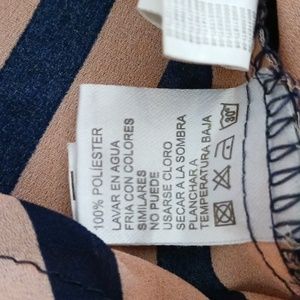 100% POLIÉSTER
LAVAR EN AGUA
FRIA CON COLORES
SIMILARES
NO PUEDE
USARSE CLORO
SECAR A LA SOMBRA
PLANCHAR A
TEMPERATURA BAJA
30°